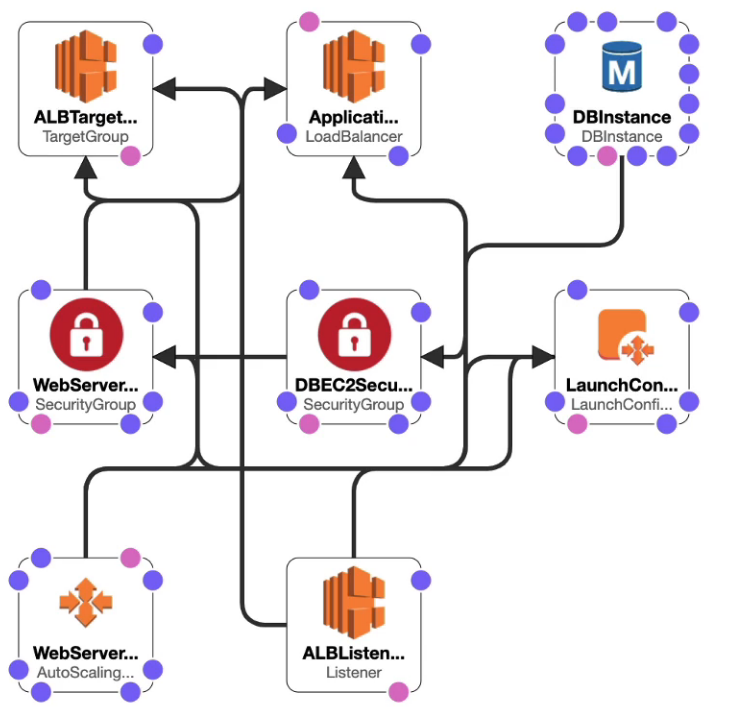 ALBTarget...
TargetGroup
Applicati...
LoadBalancer
M
DBInstance
DBInstance
WebServer...
SecurityGroup
DBEC2Secu...
SecurityGroup
LaunchCon...
LaunchConfi...
WebServer...
AutoScaling...
ALBListen...
Listener